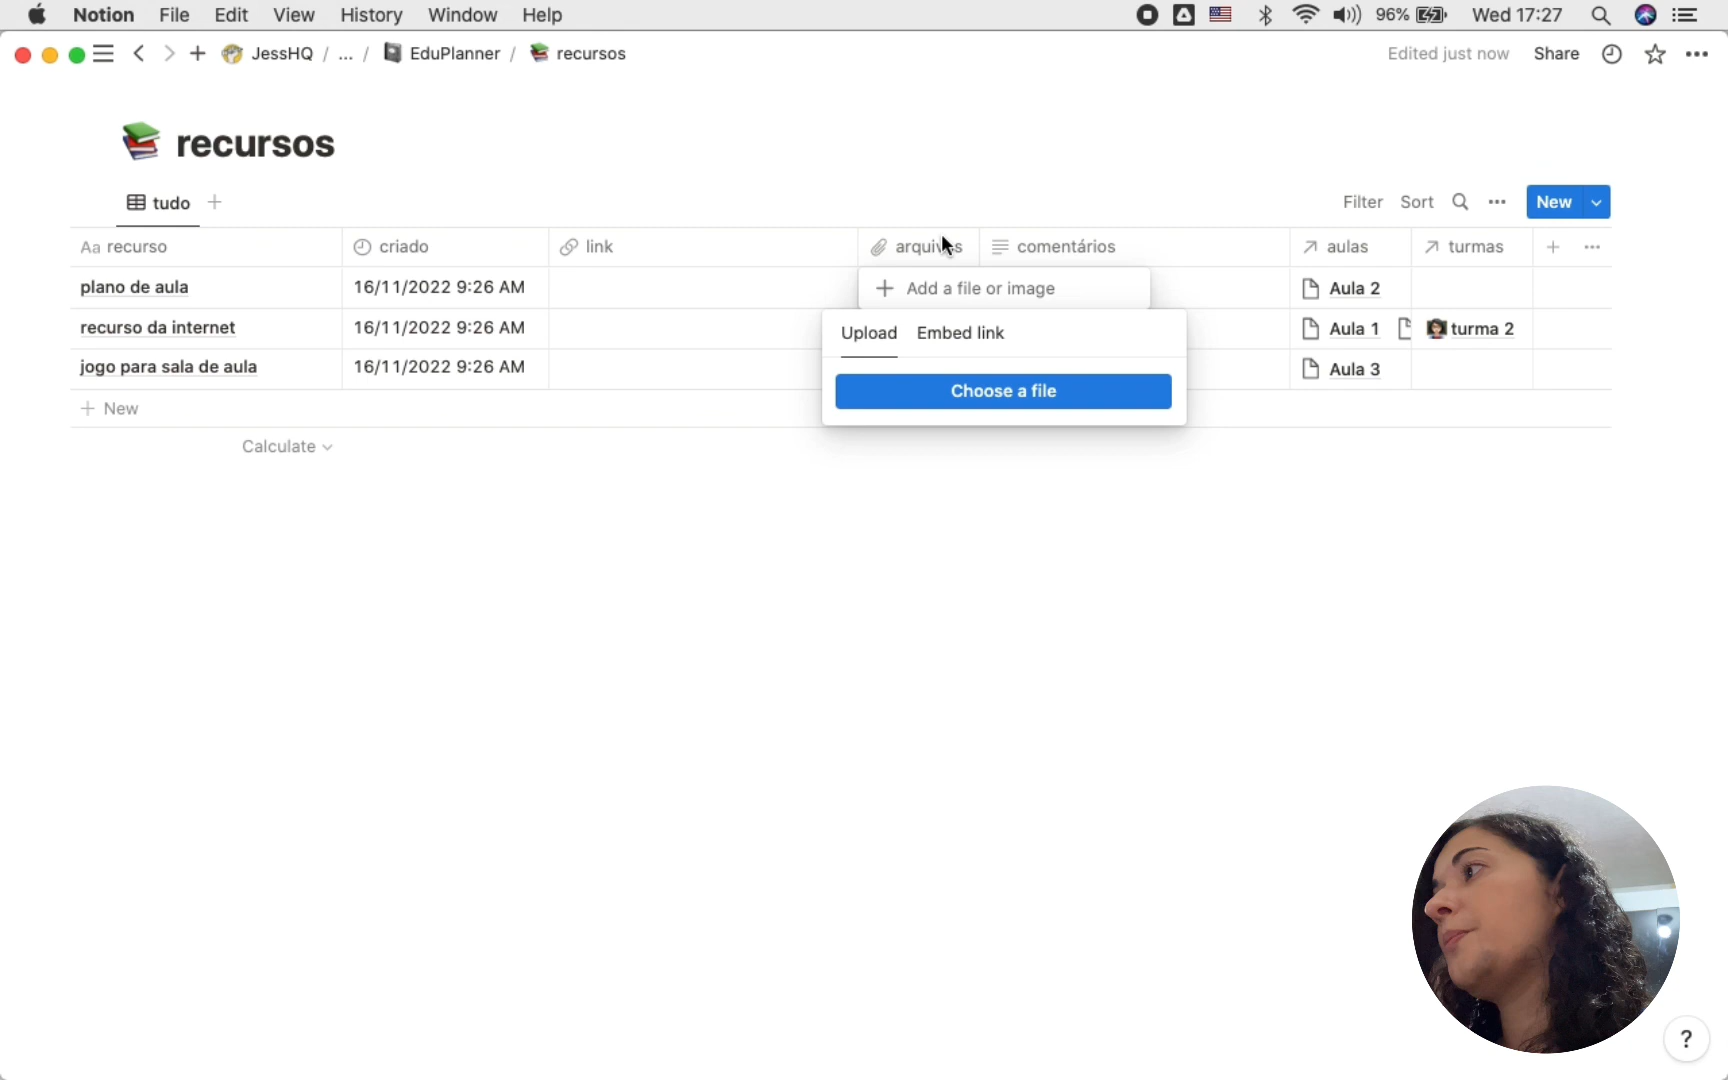 Notion File Edit View History Window Help 96% Wed 17:27
JessHQ / ... / EduPlanner / recursos Edited just now Share
recursos
tudo Filter Sort New
Aa recurso criado link arquivos comentários aulas turmas
plano de aula 16/11/2022 9:26 AM Add a file or image Aula 2
recurso da internet 16/11/2022 9:26 AM Upload Embed link Aula 1 turma 2
jogo para sala de aula 16/11/2022 9:26 AM Choose a file Aula 3
New
Calculate
?